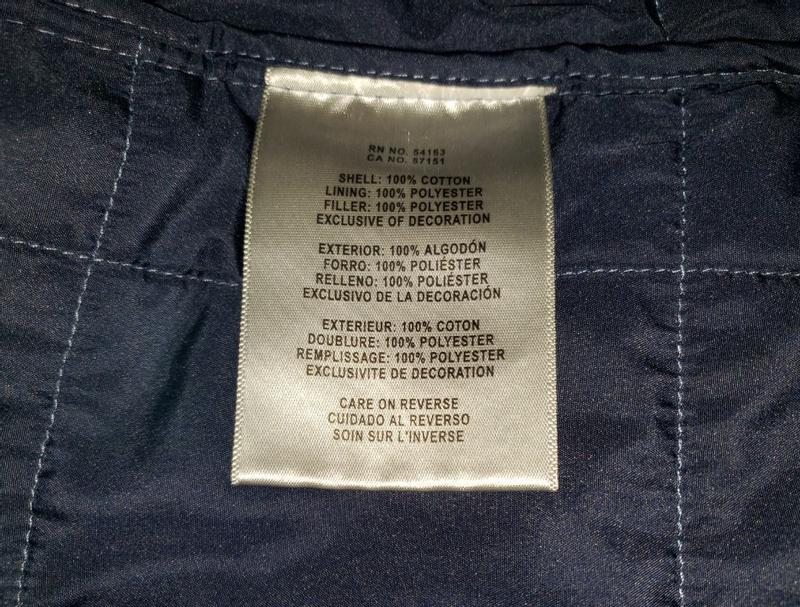 RN NO. 54163
CA NO. 57151
SHELL: 100% COTTON
LINING: 100% POLYESTER
FILLER: 100% POLYESTER
EXCLUSIVE OF DECORATION
EXTERIOR: 100% ALGODÓN
FORRO: 100% POLIÉSTER
RELLENO: 100% POLIÉSTER
EXCLUSIVO DE LA DECORACIÓN
EXTERIEUR: 100% COTON
DOUBLURE: 100% POLYESTER
REMPLISSAGE: 100% POLYESTER
EXCLUSIVITE DE DECORATION
CARE ON REVERSE
CUIDADO AL REVERSO
SOIN SUR L'INVERSE